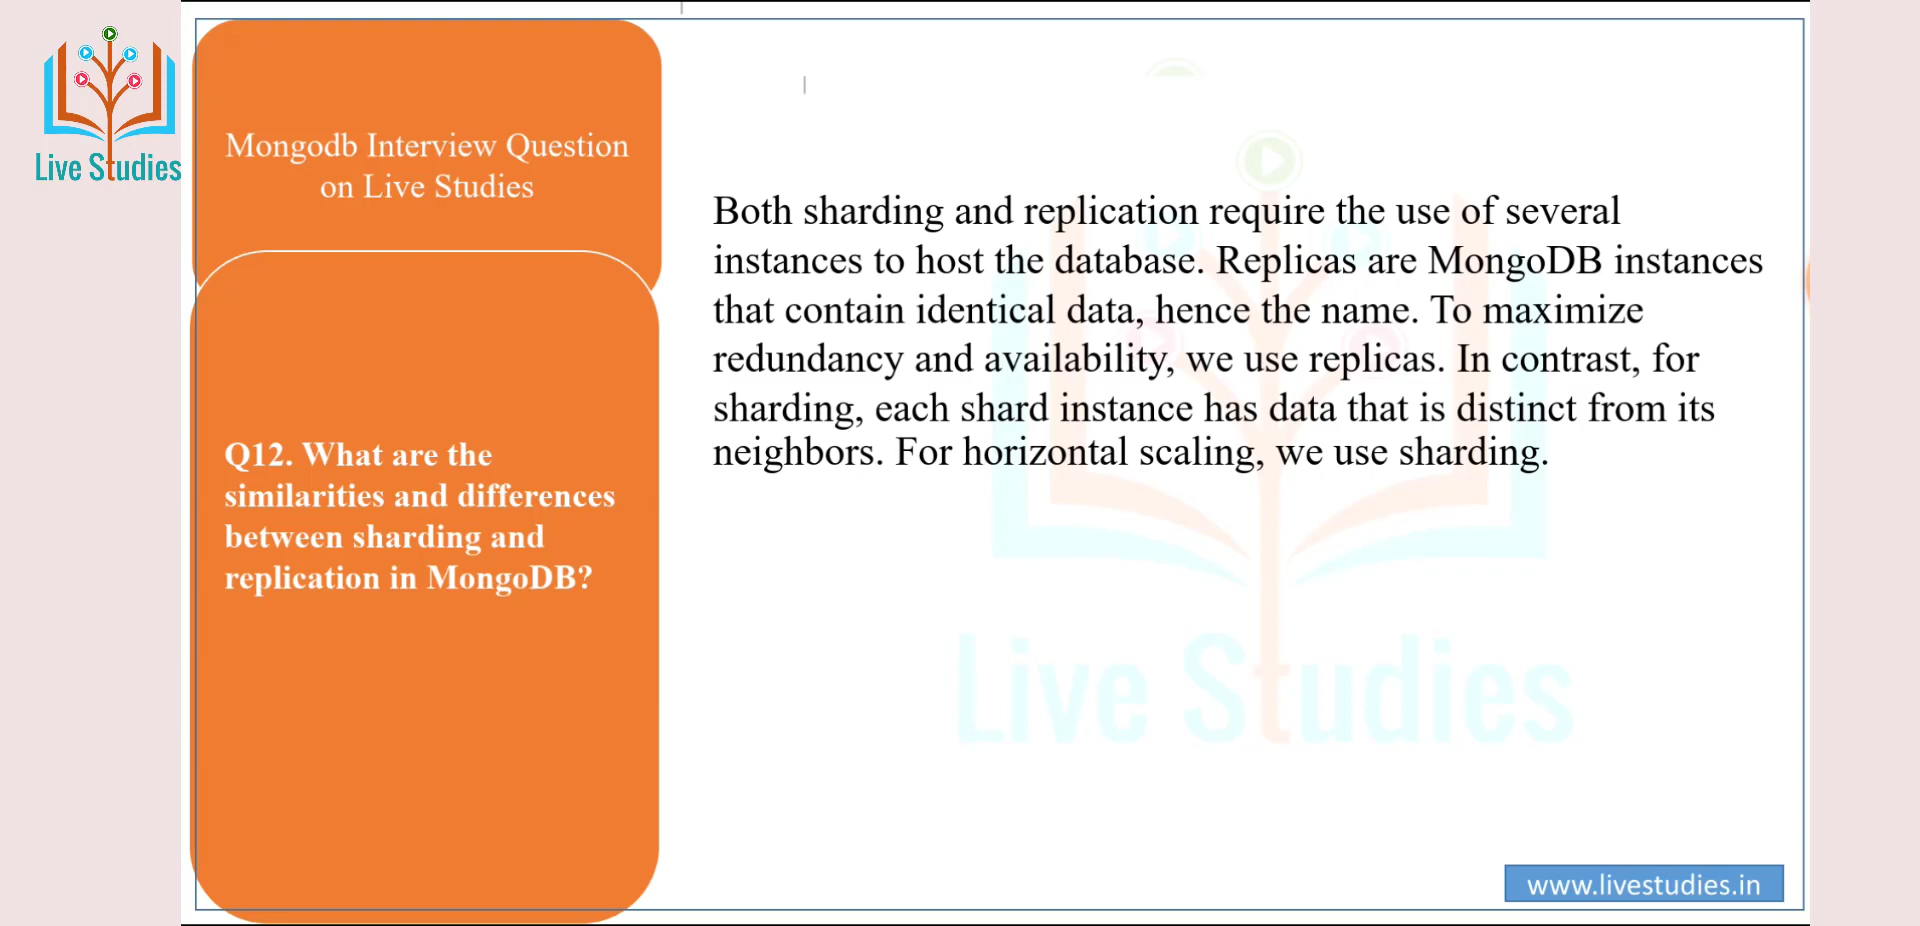 Live Studies
Mongodb Interview Question
on Live Studies
Q12. What are the
similarities and differences
between sharding and
replication in MongoDB?
Both sharding and replication require the use of several
instances to host the database. Replicas are MongoDB instances
that contain identical data, hence the name. To maximize
redundancy and availability, we use replicas. In contrast, for
sharding, each shard instance has data that is distinct from its
neighbors. For horizontal scaling, we use sharding.
Live Studies
www.livestudies.in